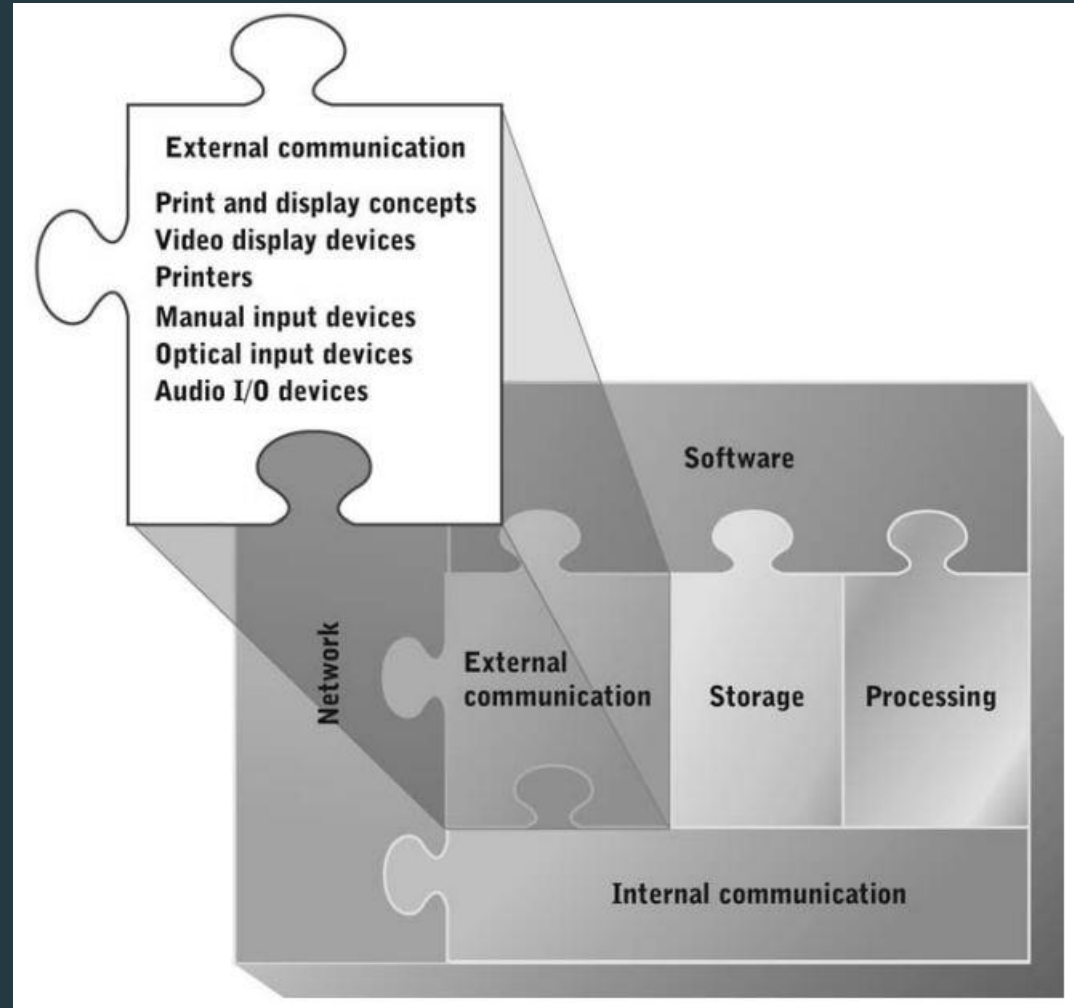 External communication
Print and display concepts
Video display devices
Printers
Manual input devices
Optical input devices
Audio I/O devices
Software
Network
External
communication
Storage
Processing
Internal communication